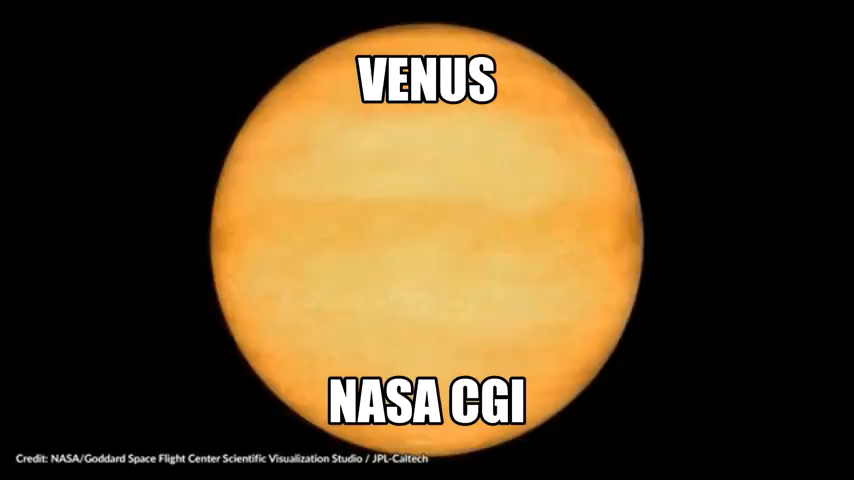 VENUS
NASA CGI
Credit: NASA/Goddard Space Flight Center Scientific Visualization Studio / JPL-Caltech